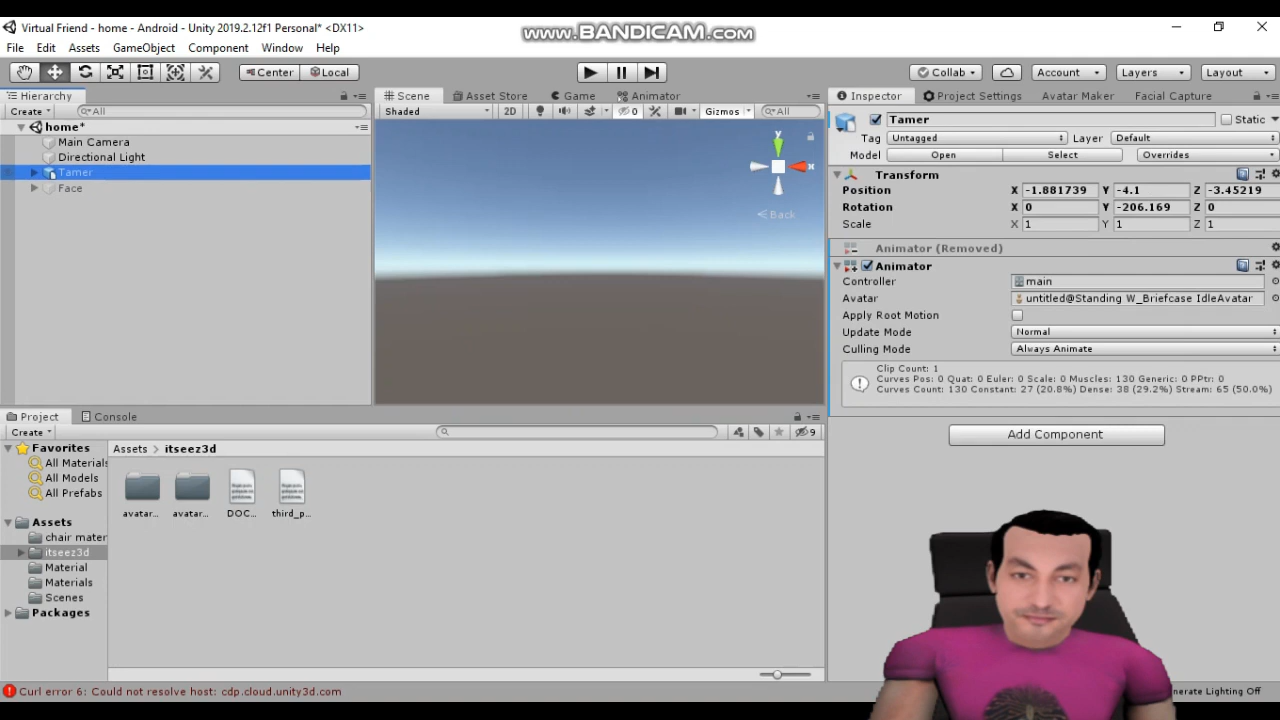 Virtual Friend - home - Android - Unity 2019.2.12f1 Personal* <DX11>
www.BANDICAM.com
File Edit Assets GameObject Component Window Help
Center Local Collab Account Layers Layout
Hierarchy
Create All
home*
Main Camera
Directional Light
Tamer
Face
Scene Asset Store Game Animator
Shaded 2D 0 Gizmos All
y
x
Back
Inspector Project Settings Avatar Maker Facial Capture
Tamer Static
Tag Untagged Layer Default
Model Open Select Overrides
Transform
Position X -1.881739 Y -4.1 Z -3.45219
Rotation X 0 Y -206.169 Z 0
Scale X 1 Y 1 Z 1
Animator (Removed)
Animator
Controller main
Avatar untitled@Standing W_Briefcase IdleAvatar
Apply Root Motion
Update Mode Normal
Culling Mode Always Animate
Clip Count: 1
Curves Pos: 0 Quat: 0 Euler: 0 Scale: 0 Muscles: 130 Generic: 0 PPtr: 0
Curves Count: 130 Constant: 27 (20.8%) Dense: 38 (29.2%) Stream: 65 (50.0%)
Add Component
Project Console
Create 9
Favorites
All Materials
All Models
All Prefabs
Assets
chair mater
itseez3d
Material
Materials
Scenes
Packages
Assets > itseez3d
avatar... avatar... DOC... third_p...
Curl error 6: Could not resolve host: cdp.cloud.unity3d.com
nerate Lighting Off